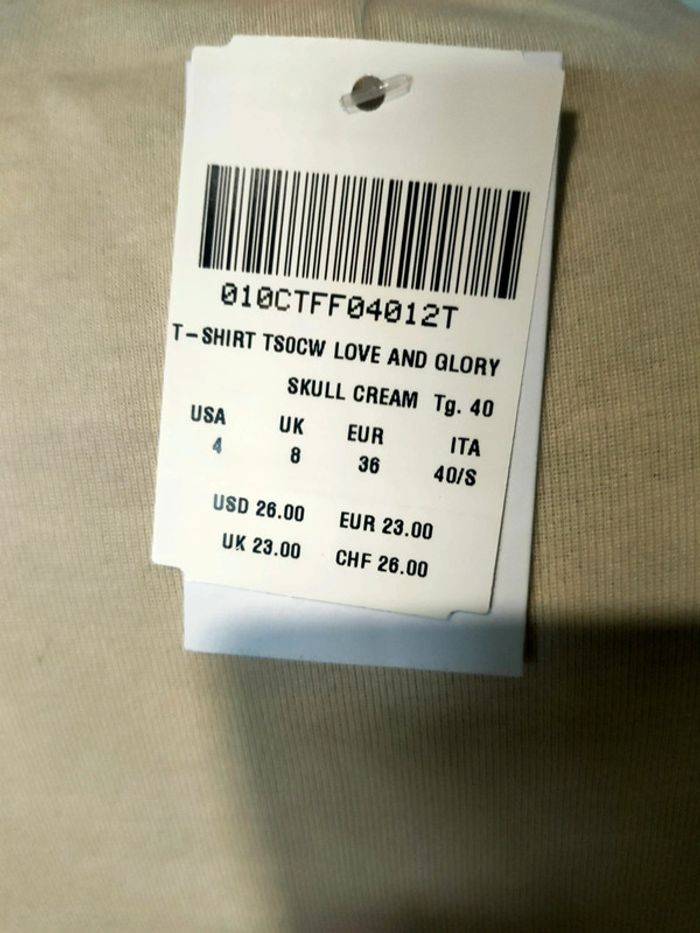 010CTFF04012T
T-SHIRT TS0CW LOVE AND GLORY
SKULL CREAM Tg. 40
USA UK EUR ITA
4 8 36 40/S
USD 26.00 EUR 23.00
UK 23.00 CHF 26.00